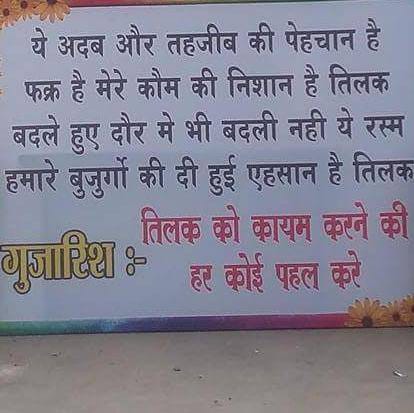 ये अदब और तहजीब की पेहचान है
फक्र है मेरे कौम की निशान है तिलक
बदले हुए दौर मे भी बदली नही ये रस्म
हमारे बुजुर्गो की दी हुई एहसान है तिलक
गुजारिश :- तिलक को कायम करने की
हर कोई पहल करे